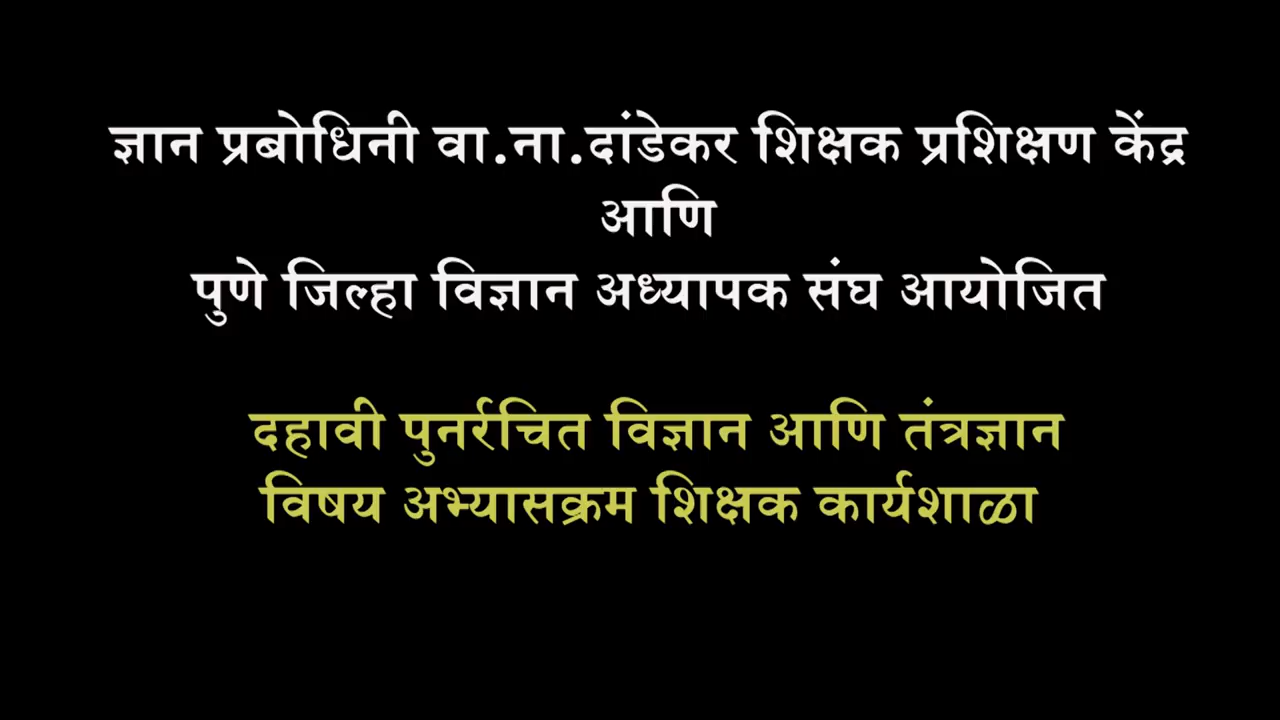 ज्ञान प्रबोधिनी वा.ना.दांडेकर शिक्षक प्रशिक्षण केंद्र
आणि
पुणे जिल्हा विज्ञान अध्यापक संघ आयोजित
दहावी पुनर्रचित विज्ञान आणि तंत्रज्ञान
विषय अभ्यासक्रम शिक्षक कार्यशाळा